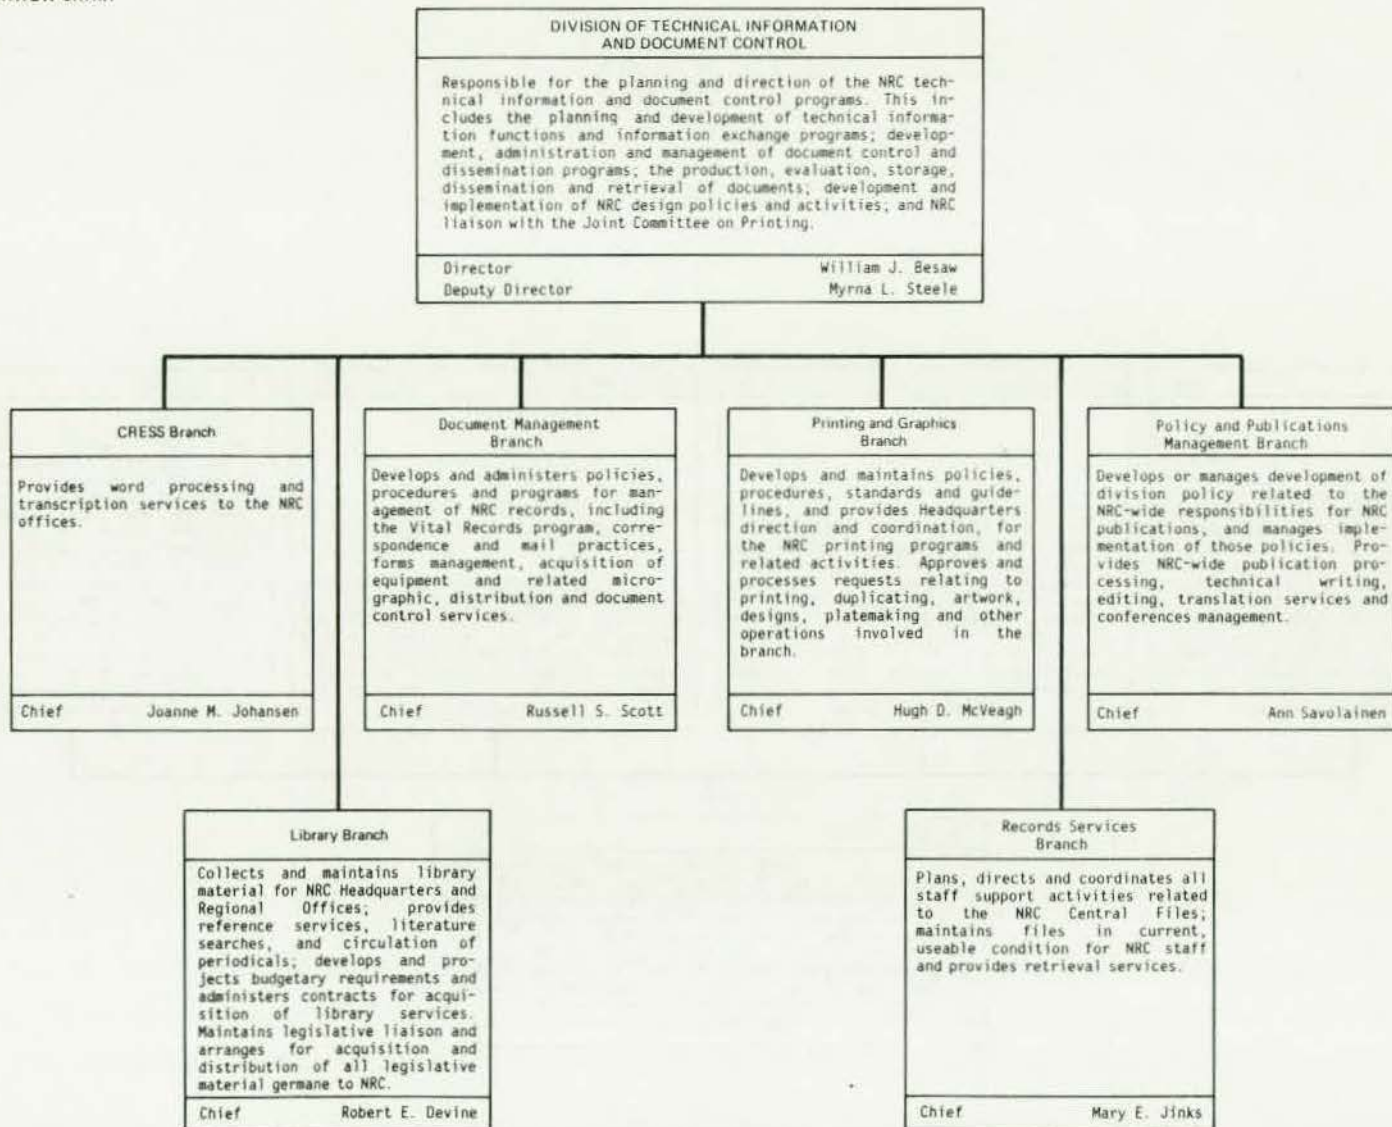 DIVISION OF TECHNICAL INFORMATION
AND DOCUMENT CONTROL
Responsible for the planning and direction of the NRC tech-
nical information and document control programs. This in-
cludes the planning and development of technical informa-
tion functions and information exchange programs; develop-
ment, administration and management of document control and
dissemination programs; the production, evaluation, storage,
dissemination and retrieval of documents; development and
implementation of NRC design policies and activities; and NRC
liaison with the Joint Committee on Printing.
Director William J. Besaw
Deputy Director Myrna L. Steele
CRESS Branch
Provides word processing and
transcription services to the NRC
offices.
Chief Joanne M. Johansen
Document Management
Branch
Develops and administers policies,
procedures and programs for man-
agement of NRC records, including
the Vital Records program, corre-
spondence and mail practices,
forms management, acquisition of
equipment and related micro-
graphic, distribution and document
control services.
Chief Russell S. Scott
Printing and Graphics
Branch
Develops and maintains policies,
procedures, standards and guide-
lines, and provides Headquarters
direction and coordination, for
the NRC printing programs and
related activities. Approves and
processes requests relating to
printing, duplicating, artwork,
designs, platemaking and other
operations involved in the
branch.
Chief Hugh D. McVeagh
Policy and Publications
Management Branch
Develops or manages development of
division policy related to the
NRC-wide responsibilities for NRC
publications, and manages imple-
mentation of those policies. Pro-
vides NRC-wide publication pro-
cessing, technical writing,
editing, translation services and
conferences management.
Chief Ann Savolainen
Library Branch
Collects and maintains library
material for NRC Headquarters and
Regional Offices; provides
reference services, literature
searches, and circulation of
periodicals; develops and pro-
jects budgetary requirements and
administers contracts for acqui-
sition of library services.
Maintains legislative liaison and
arranges for acquisition and
distribution of all legislative
material germane to NRC.
Chief Robert E. Devine
Records Services
Branch
Plans, directs and coordinates all
staff support activities related
to the NRC Central Files;
maintains files in current,
useable condition for NRC staff
and provides retrieval services.
Chief Mary E. Jinks